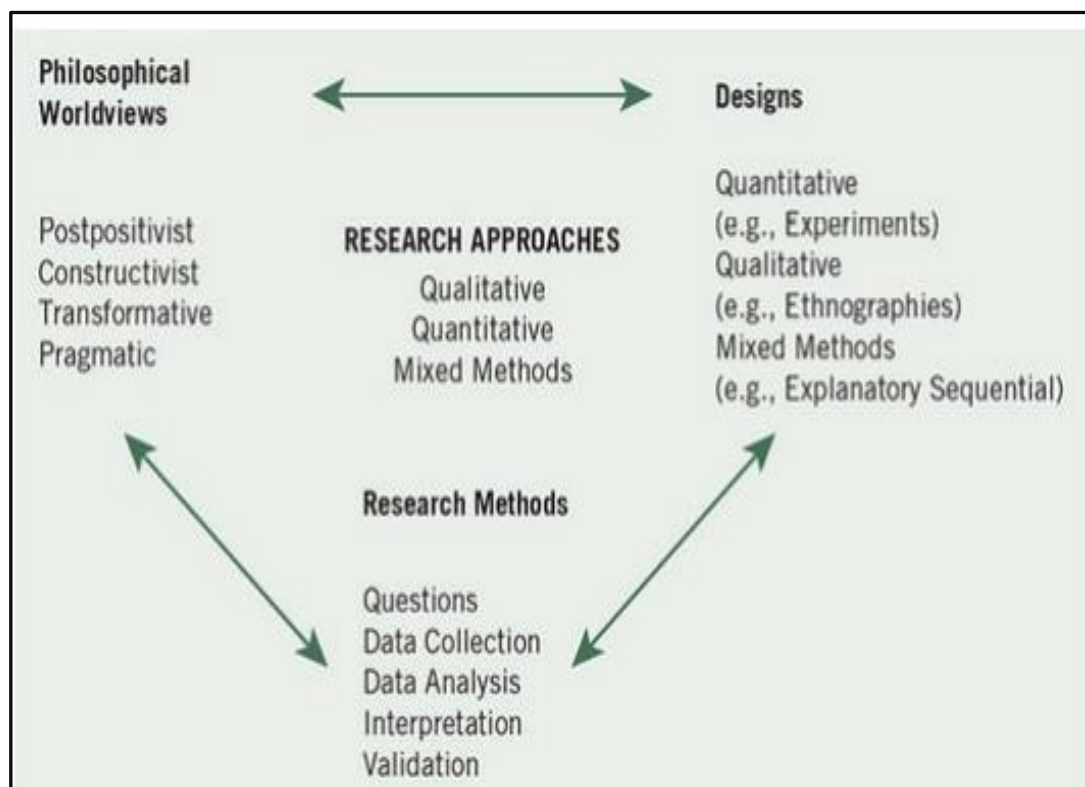 Philosophical
Worldviews
Designs
Postpositivist
Constructivist
Transformative
Pragmatic
RESEARCH APPROACHES
Qualitative
Quantitative
Mixed Methods
Quantitative
(e.g., Experiments)
Qualitative
(e.g., Ethnographies)
Mixed Methods
(e.g., Explanatory Sequential)
Research Methods
Questions
Data Collection
Data Analysis
Interpretation
Validation